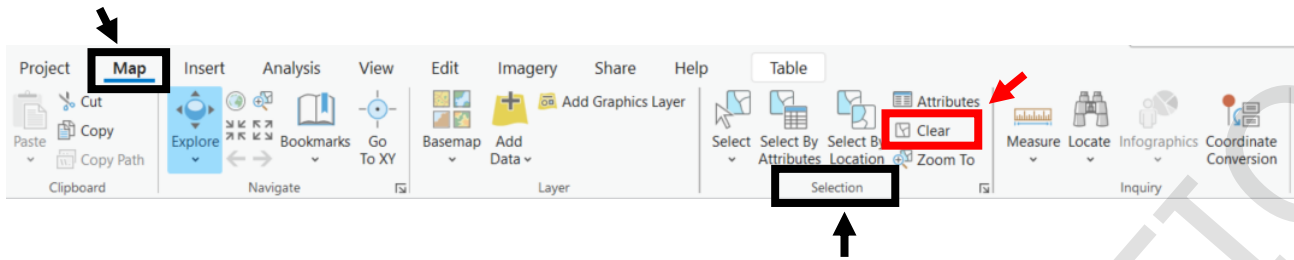 Project Map Insert Analysis View Edit Imagery Share Help Table
Paste
Cut
Copy
Copy Path
Clipboard
Explore
Bookmarks
Go
To XY
Navigate
Basemap
Add
Data
Add Graphics Layer
Layer
Select
Select By
Attributes
Select By
Location
Attributes
Clear
Zoom To
Selection
Measure
Locate
Infographics
Coordinate
Conversion
Inquiry